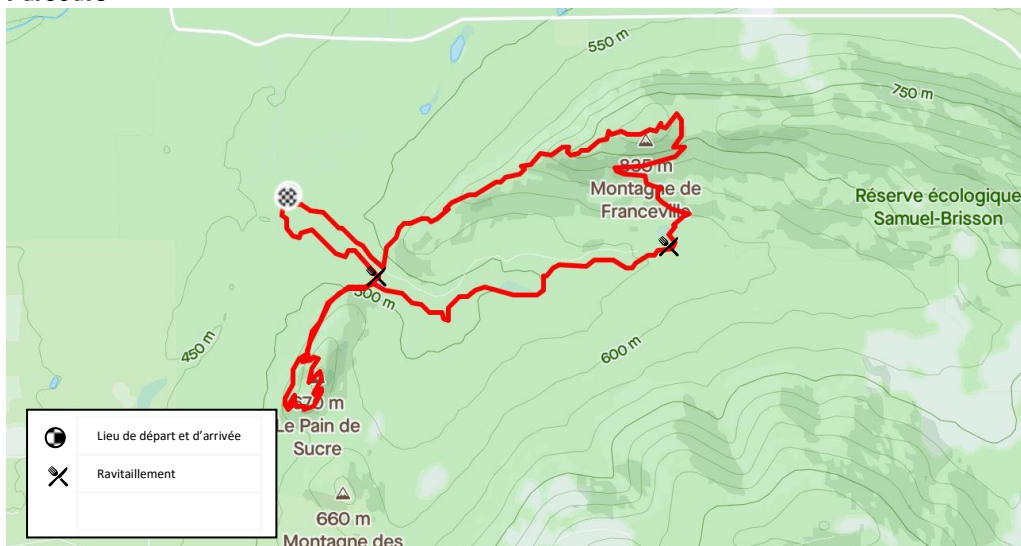 550 m
750 m
835 m
Montagne de
Franceville
Réserve écologique
Samuel-Brisson
500 m
450 m
600 m
670 m
Le Pain de
Sucre
Lieu de départ et d'arrivée
Ravitaillement
660 m
Montagne des